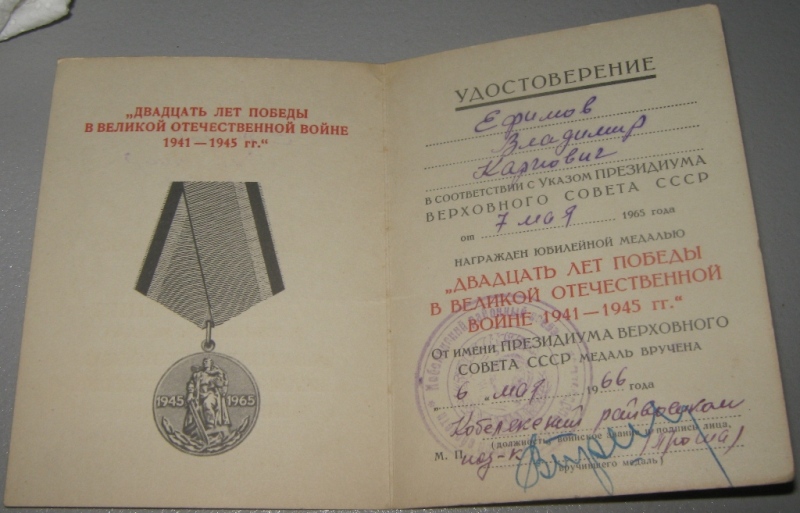 „ДВАДЦАТЬ ЛЕТ ПОБЕДЫ
В ВЕЛИКОЙ ОТЕЧЕСТВЕННОЙ ВОЙНЕ
1941 — 1945 гг.“
1945 1965
УДОСТОВЕРЕНИЕ
Ефимов
Владимир
Карпович
В СООТВЕТСТВИИ С УКАЗОМ ПРЕЗИДИУМА
ВЕРХОВНОГО СОВЕТА СССР
от 7 мая 1965 года
НАГРАЖДЕН ЮБИЛЕЙНОЙ МЕДАЛЬЮ
„ДВАДЦАТЬ ЛЕТ ПОБЕДЫ
В ВЕЛИКОЙ ОТЕЧЕСТВЕННОЙ
ВОЙНЕ 1941—1945 гг.“
ОТ ИМЕНИ ПРЕЗИДИУМА ВЕРХОВНОГО
СОВЕТА СССР МЕДАЛЬ ВРУЧЕНА
„6„ мая 1966 года
райвоенком
(должность, воинское звание и подпись лица,
М. П.
вручившего медаль)